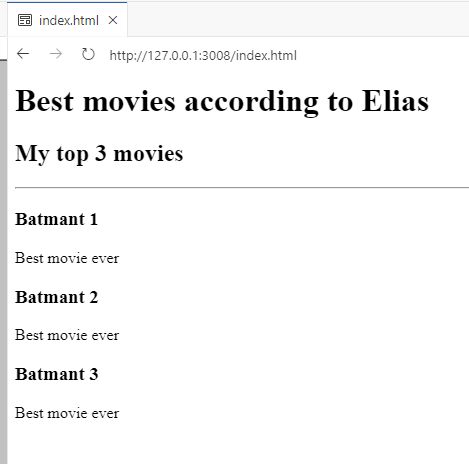 index.html
http://127.0.0.1:3008/index.html
Best movies according to Elias
My top 3 movies
Batmant 1
Best movie ever
Batmant 2
Best movie ever
Batmant 3
Best movie ever